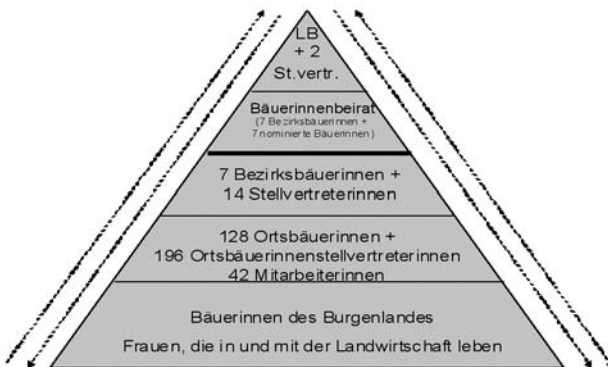 LB
+ 2
St.vertr.
Bäuerinnenbeirat
(7 Bezirksbäuerinnen +
7 nominierte Bäuerinnen)
7 Bezirksbäuerinnen +
14 Stellvertreterinnen
128 Ortsbäuerinnen +
196 Ortsbäuerinnenstellvertreterinnen
42 Mitarbeiterinnen
Bäuerinnen des Burgenlandes
Frauen, die in und mit der Landwirtschaft leben